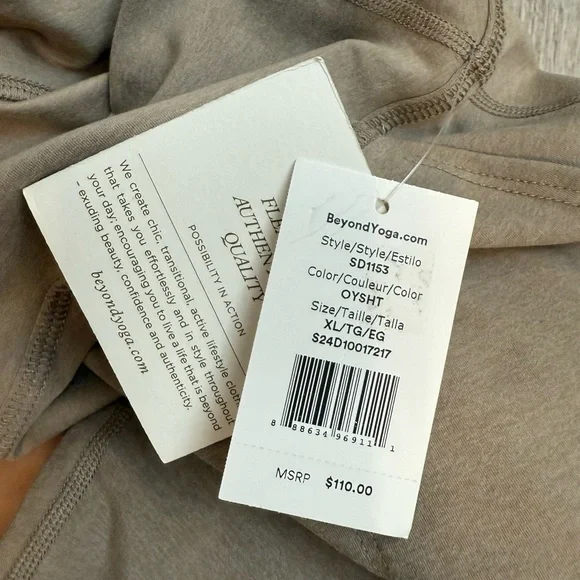 BeyondYoga.com
Style/Style/Estilo
SD1153
Color/Couleur/Color
OYSHT
Size/Taille/Talla
XL/TG/EG
S24D10017217
8 88634 96911 1
MSRP $110.00
QUALITY
POSSIBILITY IN ACTION
We create chic, transitional, active lifestyle
that takes you effortlessly and in style throughout
your day; encouraging you to live a life that is beyond
- exuding beauty, confidence and authenticity.
beyondyoga.com